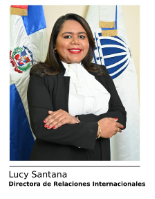 Lucy Santana
Directora de Relaciones Internacionales